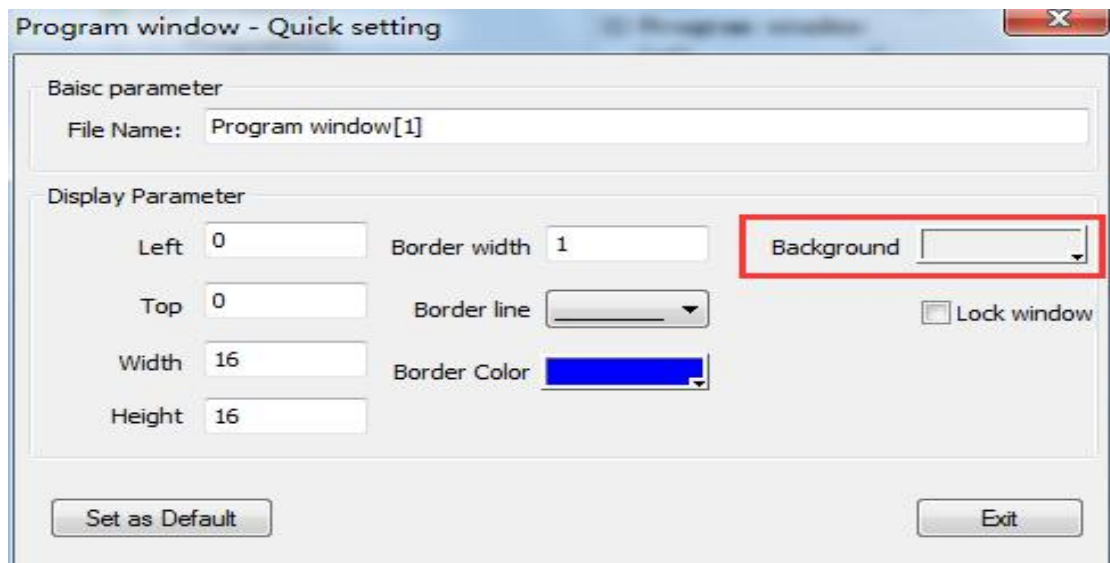 Program window - Quick setting
Baisc parameter
File Name: Program window[1]
Display Parameter
Left 0 Border width 1 Background
Top 0 Border line Lock window
Width 16 Border Color
Height 16
Set as Default Exit